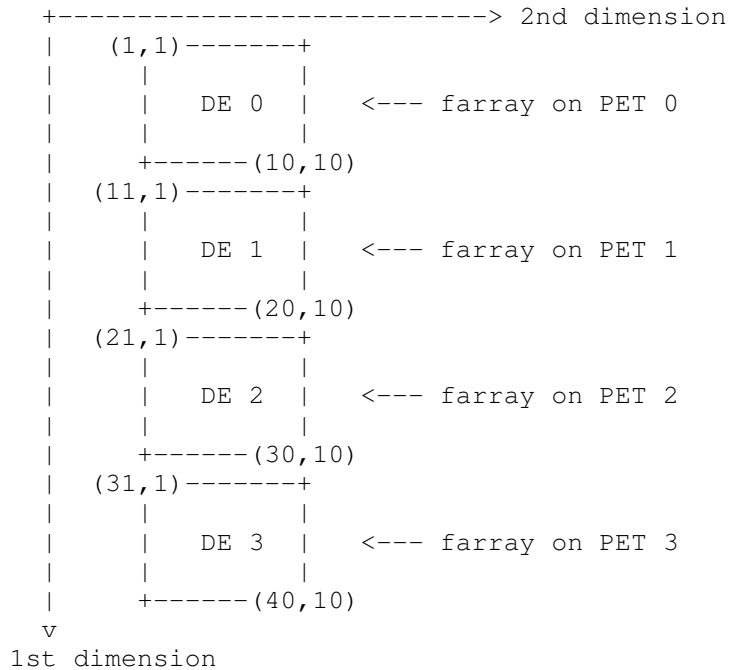 +---------------------------> 2nd dimension
|   (1,1)-------+
|     |         |
|     |  DE 0   |   <--- farray on PET 0
|     |         |
|     +------(10,10)
|  (11,1)-------+
|     |         |
|     |  DE 1   |   <--- farray on PET 1
|     |         |
|     +------(20,10)
|  (21,1)-------+
|     |         |
|     |  DE 2   |   <--- farray on PET 2
|     |         |
|     +------(30,10)
|  (31,1)-------+
|     |         |
|     |  DE 3   |   <--- farray on PET 3
|     |         |
|     +------(40,10)
v
1st dimension